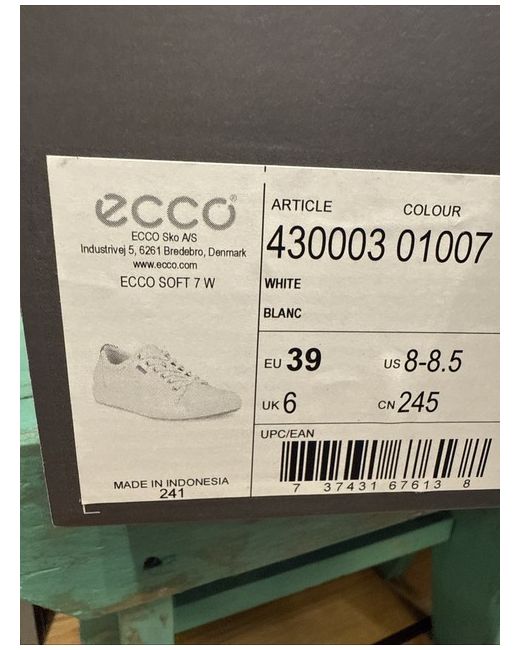 ecco®
ECCO Sko A/S
Industrivej 5, 6261 Bredebro, Denmark
www.ecco.com
ECCO SOFT 7 W
MADE IN INDONESIA
241
ARTICLE COLOUR
430003 01007
WHITE
BLANC
EU 39 US 8-8.5
UK 6 CN 245
UPC/EAN
7 37431 67613 8